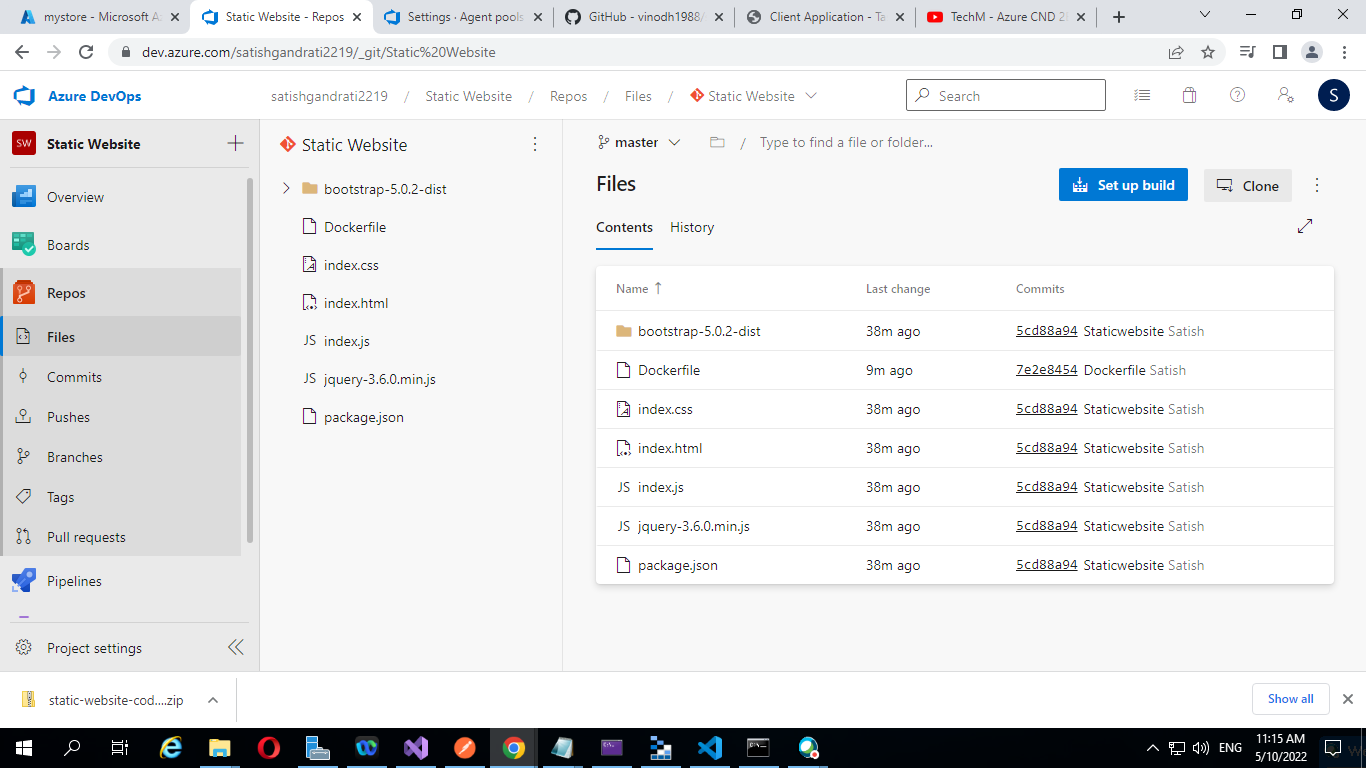 mystore - Microsoft A
Static Website - Repos
Settings · Agent pools
GitHub - vinodh1988/
Client Application - Ta
TechM - Azure CND 2
dev.azure.com/satishgandrati2219/_git/Static%20Website
Azure DevOps
satishgandrati2219 / Static Website / Repos / Files / Static Website
Search
S
SW Static Website
Overview
Boards
Repos
Files
Commits
Pushes
Branches
Tags
Pull requests
Pipelines
Project settings
Static Website
bootstrap-5.0.2-dist
Dockerfile
index.css
index.html
JS index.js
JS jquery-3.6.0.min.js
package.json
master / Type to find a file or folder...
Files
Set up build
Clone
Contents History
Name ↑ Last change Commits
bootstrap-5.0.2-dist 38m ago 5cd88a94 Staticwebsite Satish
Dockerfile 9m ago 7e2e8454 Dockerfile Satish
index.css 38m ago 5cd88a94 Staticwebsite Satish
index.html 38m ago 5cd88a94 Staticwebsite Satish
JS index.js 38m ago 5cd88a94 Staticwebsite Satish
JS jquery-3.6.0.min.js 38m ago 5cd88a94 Staticwebsite Satish
package.json 38m ago 5cd88a94 Staticwebsite Satish
static-website-cod....zip
Show all
ENG
11:15 AM
5/10/2022